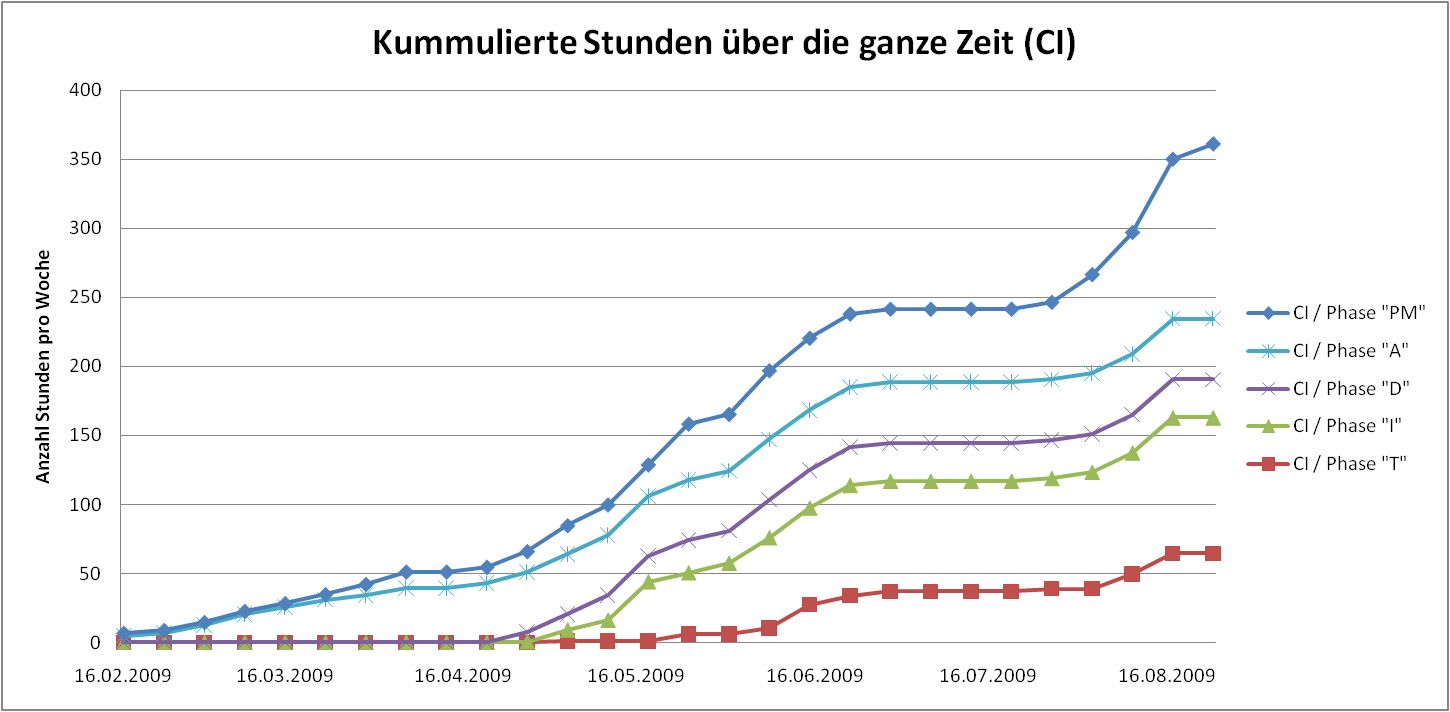 Kummulierte Stunden über die ganze Zeit (CI)
Anzahl Stunden pro Woche
400
350
300
250
200
150
100
50
0
16.02.2009 16.03.2009 16.04.2009 16.05.2009 16.06.2009 16.07.2009 16.08.2009
CI / Phase "PM"
CI / Phase "A"
CI / Phase "D"
CI / Phase "I"
CI / Phase "T"